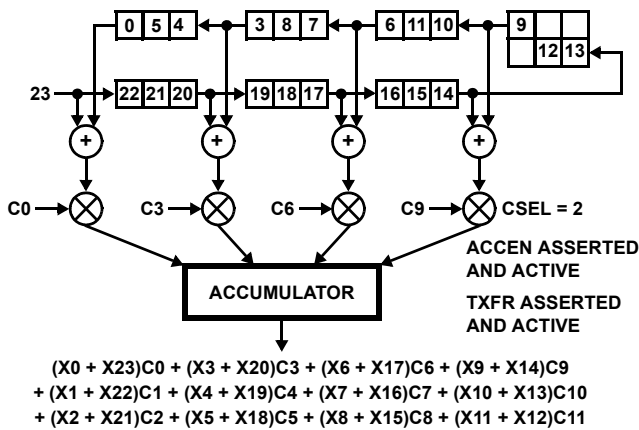 0 5 4 3 8 7 6 11 10 9
12 13
23 22 21 20 19 18 17 16 15 14
+ + + +
C0 C3 C6 C9 CSEL = 2
ACCEN ASSERTED
AND ACTIVE
ACCUMULATOR
TXFR ASSERTED
AND ACTIVE
(X0 + X23)C0 + (X3 + X20)C3 + (X6 + X17)C6 + (X9 + X14)C9
+ (X1 + X22)C1 + (X4 + X19)C4 + (X7 + X16)C7 + (X10 + X13)C10
+ (X2 + X21)C2 + (X5 + X18)C5 + (X8 + X15)C8 + (X11 + X12)C11